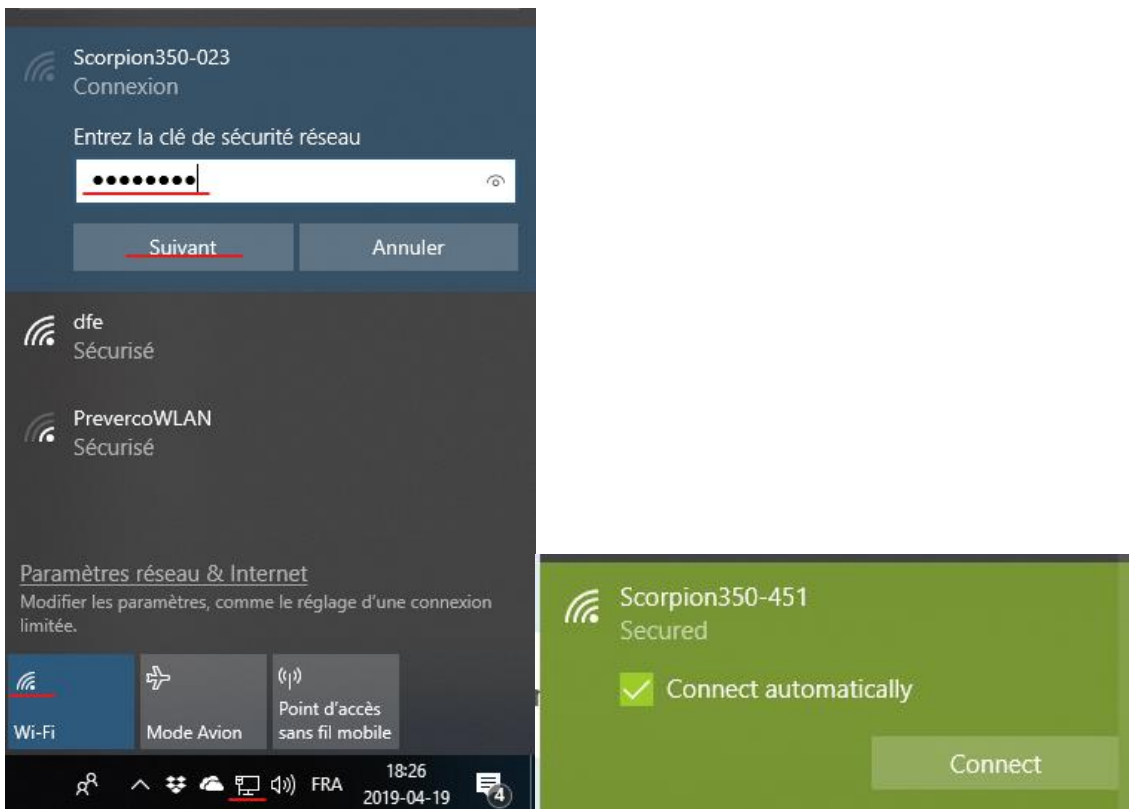 Scorpion350-023
Connexion
Entrez la clé de sécurité réseau
●●●●●●●●
Suivant
Annuler
dfe
Sécurisé
PrevercoWLAN
Sécurisé
Paramètres réseau & Internet
Modifier les paramètres, comme le réglage d'une connexion
limitée.
Wi-Fi
Mode Avion
Point d'accès
sans fil mobile
FRA
18:26
2019-04-19
4
Scorpion350-451
Secured
Connect automatically
Connect